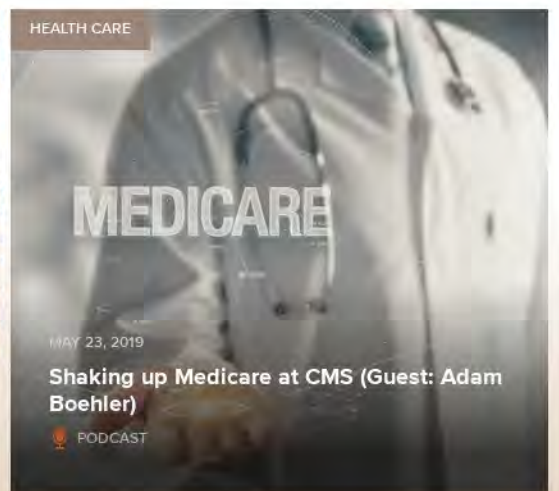 HEALTH CARE
MEDICARE
MAY 23, 2019
Shaking up Medicare at CMS (Guest: Adam
Boehler)
PODCAST